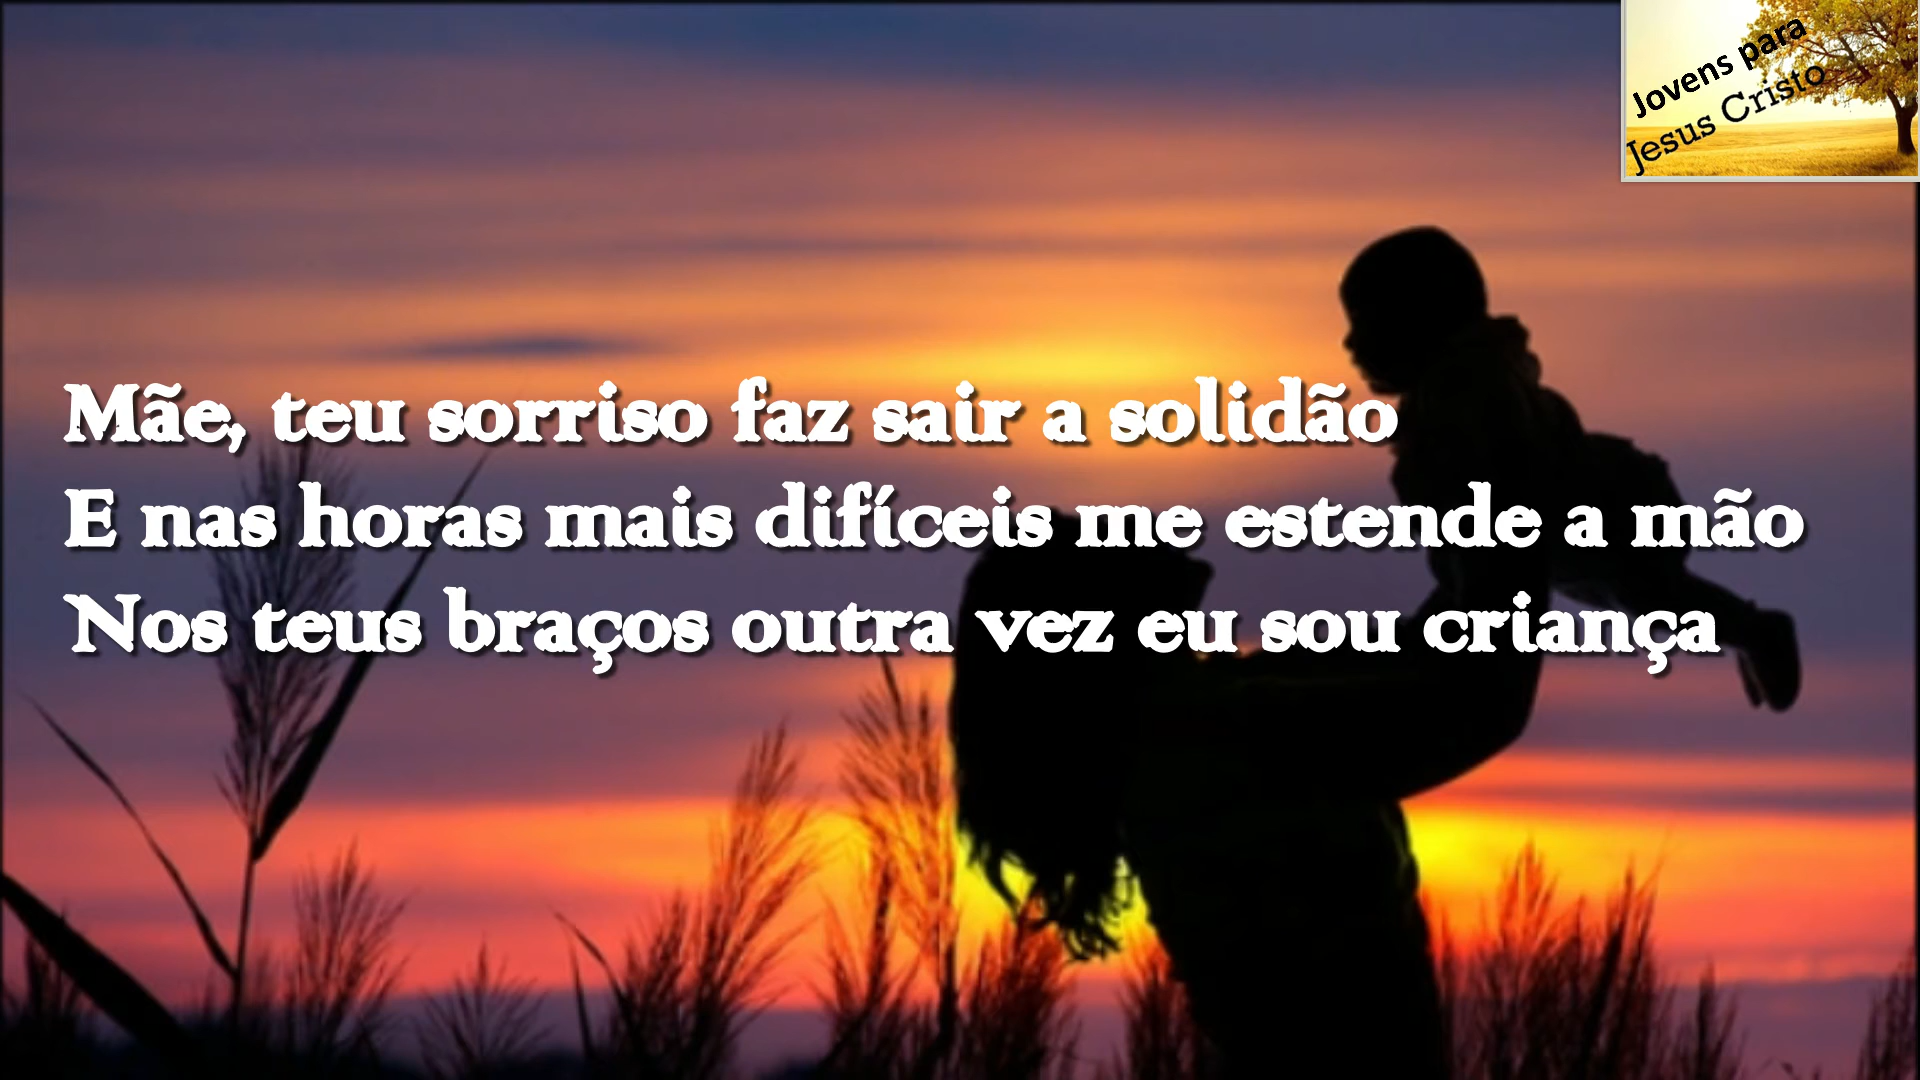 Jovens para
Jesus Cristo
Mãe, teu sorriso faz sair a solidão
E nas horas mais difíceis me estende a mão
Nos teus braços outra vez eu sou criança